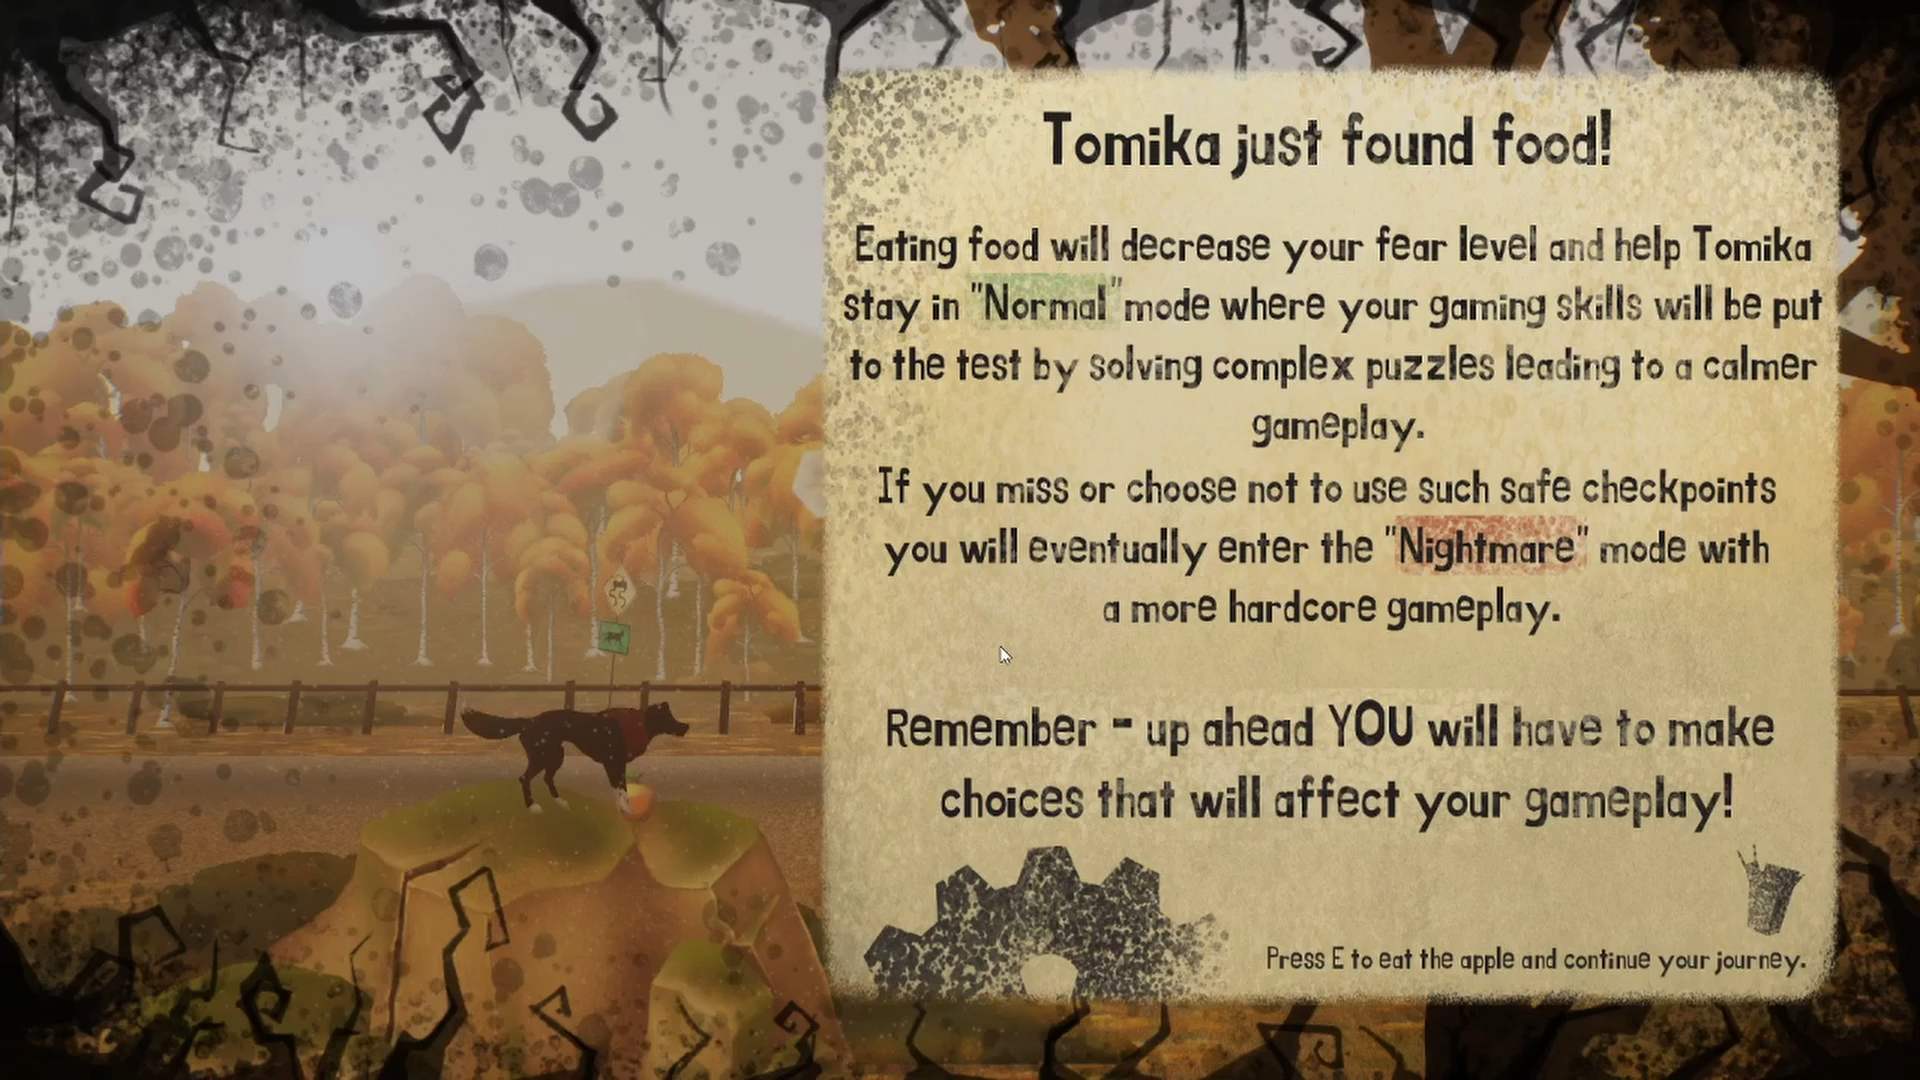 Tomika just found food!
Eating food will decrease your fear level and help Tomika
stay in "Normal" mode where your gaming skills will be put
to the test by solving complex puzzles leading to a calmer
gameplay.
If you miss or choose not to use such safe checkpoints
you will eventually enter the "Nightmare" mode with
a more hardcore gameplay.
Remember - up ahead YOU will have to make
choices that will affect your gameplay!
Press E to eat the apple and continue your journey.